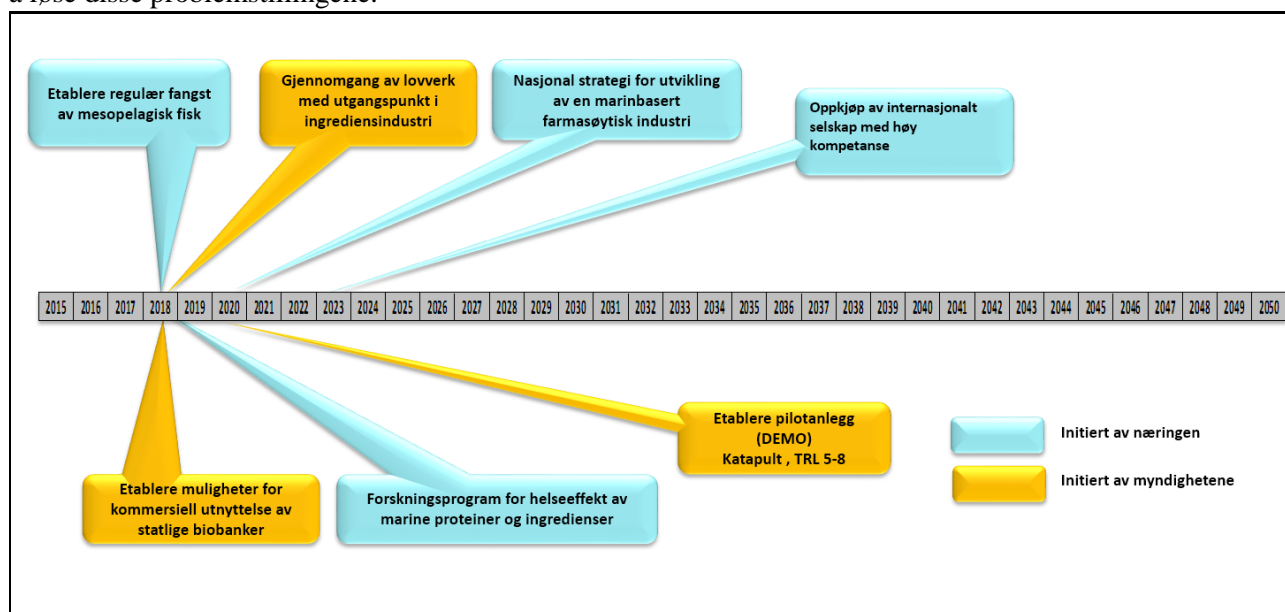 å løse disse problemstillingene.
Etablere regulær fangst
av mesopelagisk fisk
Gjennomgang av lovverk
med utgangspunkt i
ingrediensindustri
Nasjonal strategi for utvikling
av en marinbasert
farmasøytisk industri
Oppkjøp av internasjonalt
selskap med høy
kompetanse
2015 2016 2017 2018 2019 2020 2021 2022 2023 2024 2025 2026 2027 2028 2029 2030 2031 2032 2033 2034 2035 2036 2037 2038 2039 2040 2041 2042 2043 2044 2045 2046 2047 2048 2049 2050
Etablere muligheter for
kommersiell utnyttelse av
statlige biobanker
Forskningsprogram for helseeffekt av
marine proteiner og ingredienser
Etablere pilotanlegg
(DEMO)
Katapult , TRL 5-8
Initiert av næringen
Initiert av myndighetene